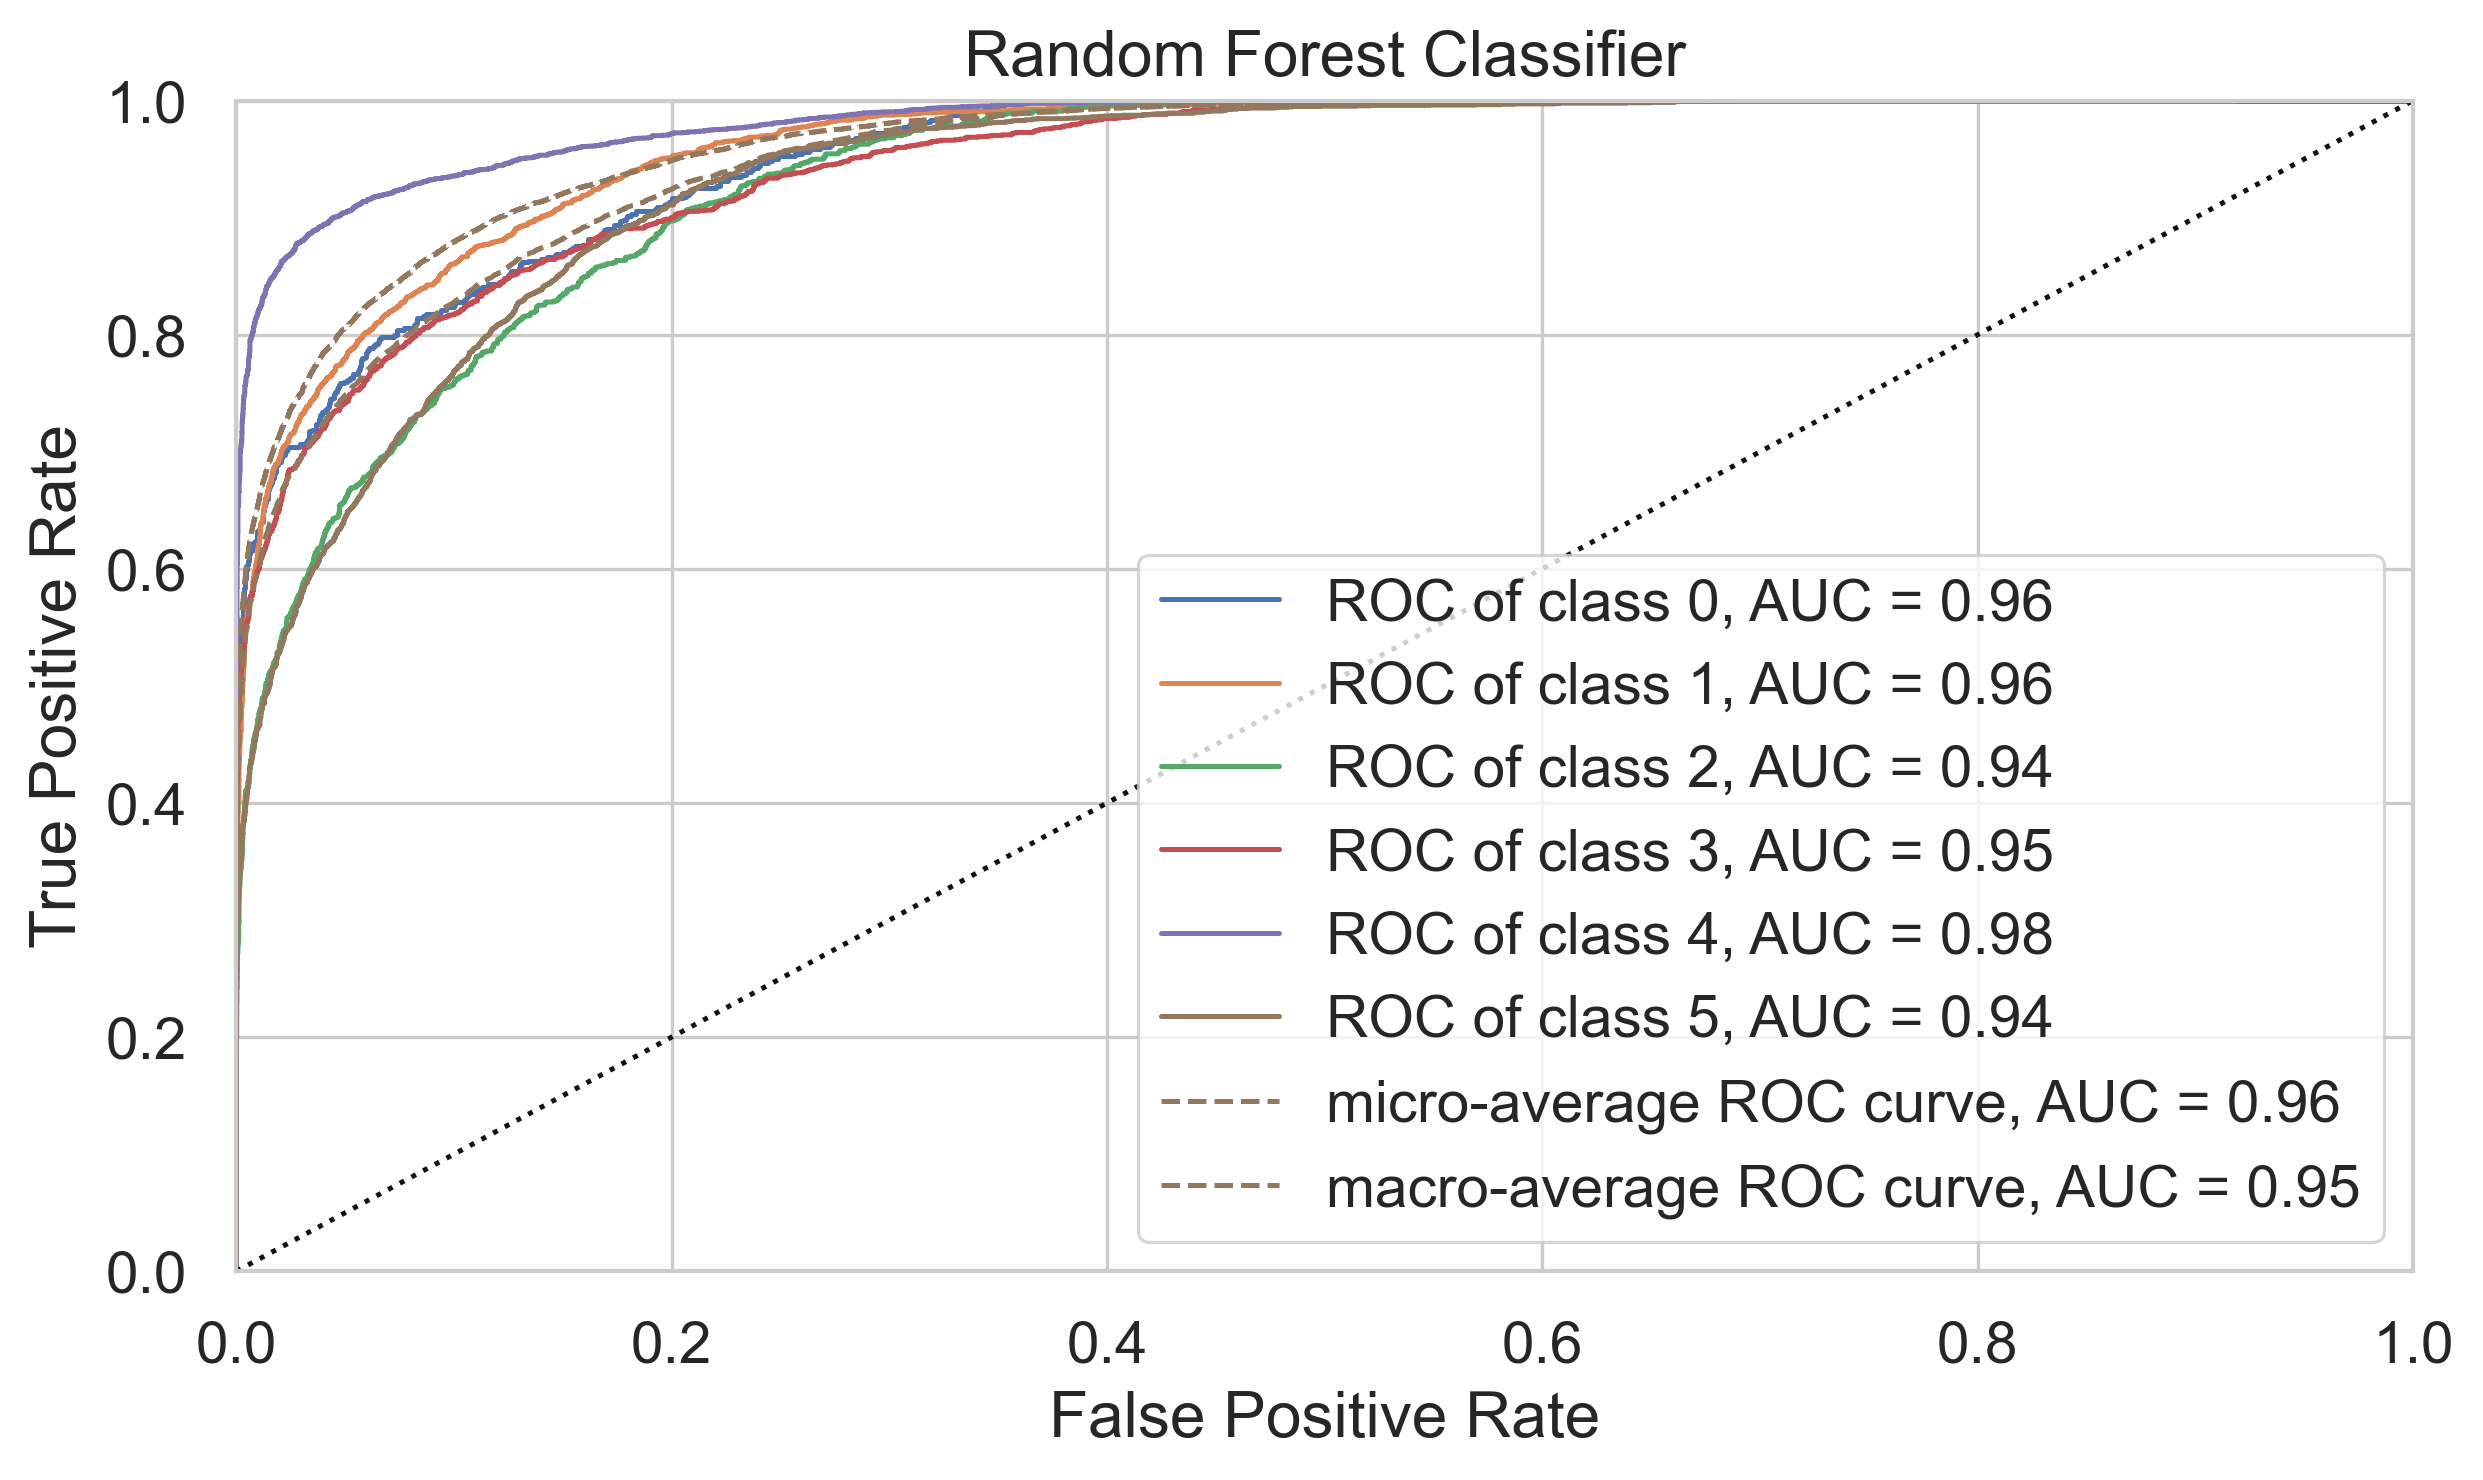 Random Forest Classifier
1.0
0.8
0.6
0.4
0.2
0.0
True Positive Rate
ROC of class 0, AUC = 0.96
ROC of class 1, AUC = 0.96
ROC of class 2, AUC = 0.94
ROC of class 3, AUC = 0.95
ROC of class 4, AUC = 0.98
ROC of class 5, AUC = 0.94
micro-average ROC curve, AUC = 0.96
macro-average ROC curve, AUC = 0.95
0.0 0.2 0.4 0.6 0.8 1.0
False Positive Rate